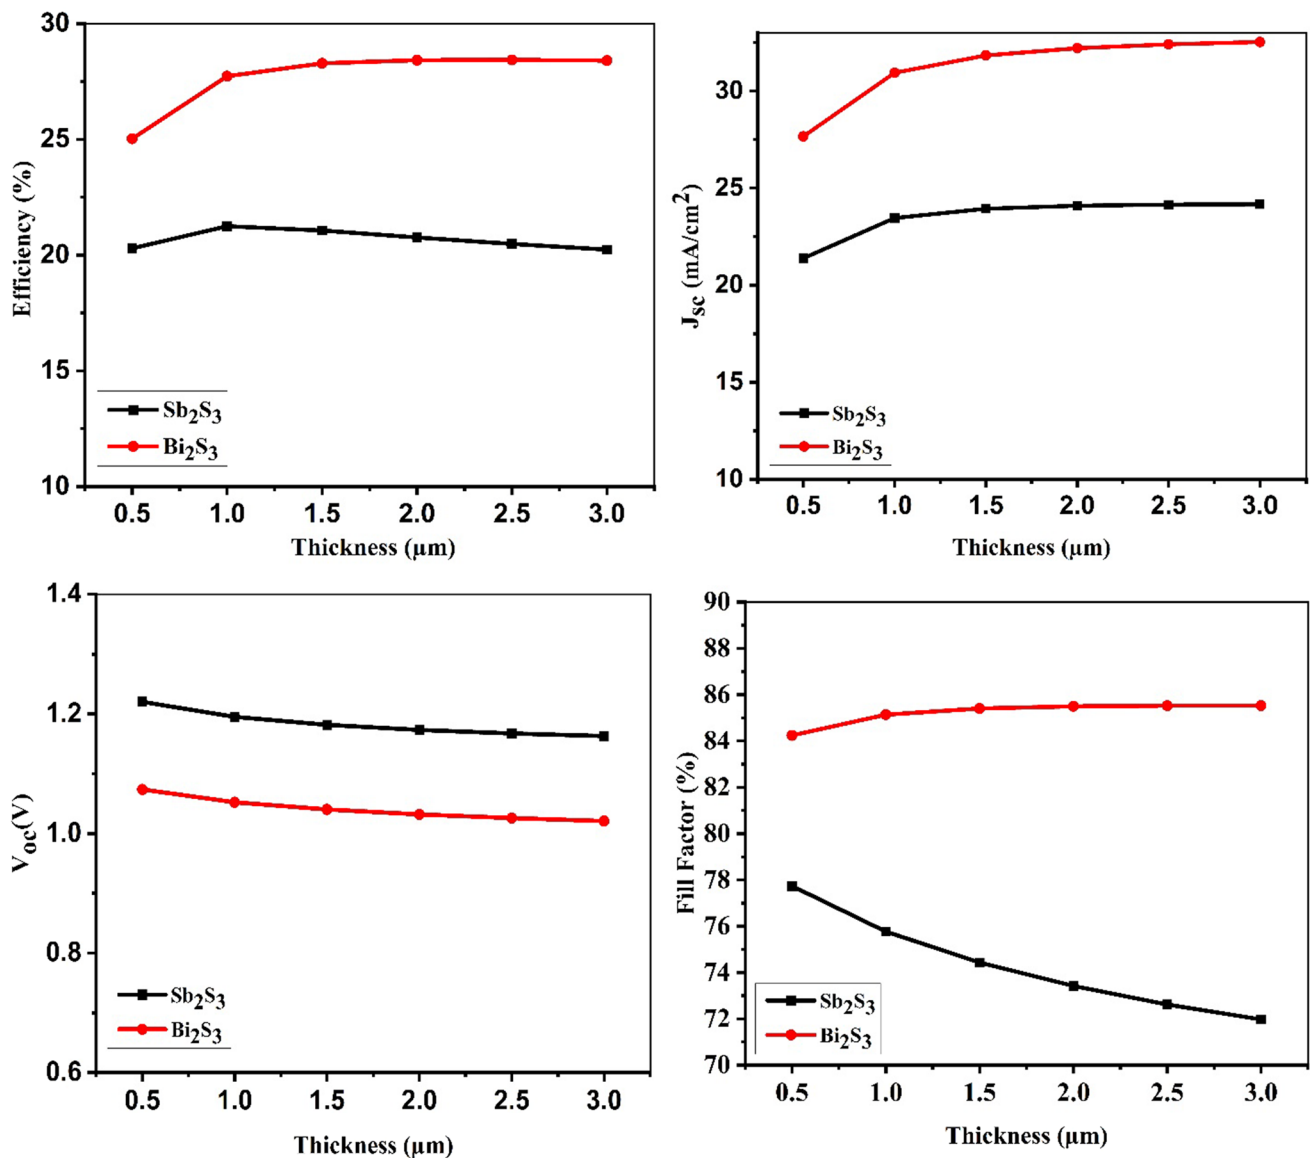 30
25
20
15
10
Efficiency (%)
Sb₂S₃
Bi₂S₃
0.5 1.0 1.5 2.0 2.5 3.0
Thickness (µm)
30
25
20
15
10
J_sc (mA/cm²)
Sb₂S₃
Bi₂S₃
0.5 1.0 1.5 2.0 2.5 3.0
Thickness (µm)
1.4
1.2
1.0
0.8
0.6
V_oc(V)
Sb₂S₃
Bi₂S₃
0.5 1.0 1.5 2.0 2.5 3.0
Thickness (µm)
90
88
86
84
82
80
78
76
74
72
70
Fill Factor (%)
Sb₂S₃
Bi₂S₃
0.5 1.0 1.5 2.0 2.5 3.0
Thickness (µm)